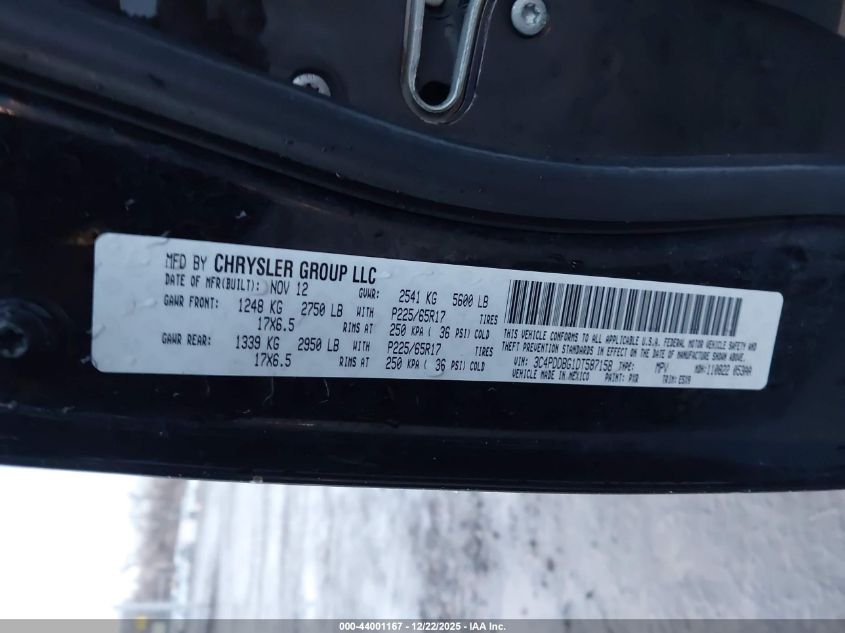 MFD BY CHRYSLER GROUP LLC
DATE OF MFR(BUILT): NOV 12 GVWR: 2541 KG 5600 LB
GAWR FRONT: 1248 KG 2750 LB WITH P225/65R17 TIRES
17X6.5 RIMS AT 250 KPA ( 36 PSI) COLD
GAWR REAR: 1339 KG 2950 LB WITH P225/65R17 TIRES
17X6.5 RIMS AT 250 KPA ( 36 PSI) COLD
THIS VEHICLE CONFORMS TO ALL APPLICABLE U.S.A. FEDERAL MOTOR VEHICLE SAFETY AND
THEFT PREVENTION STANDARDS IN EFFECT ON THE DATE OF MANUFACTURE SHOWN ABOVE.
VIN: 3C4PDDBG1DT587158 TYPE: MPV MDH: 110622 053AA
VEHICLE MADE IN MEXICO PAINT: PXR TRIM:
000-44001167 - 12/22/2025 - IAA Inc.